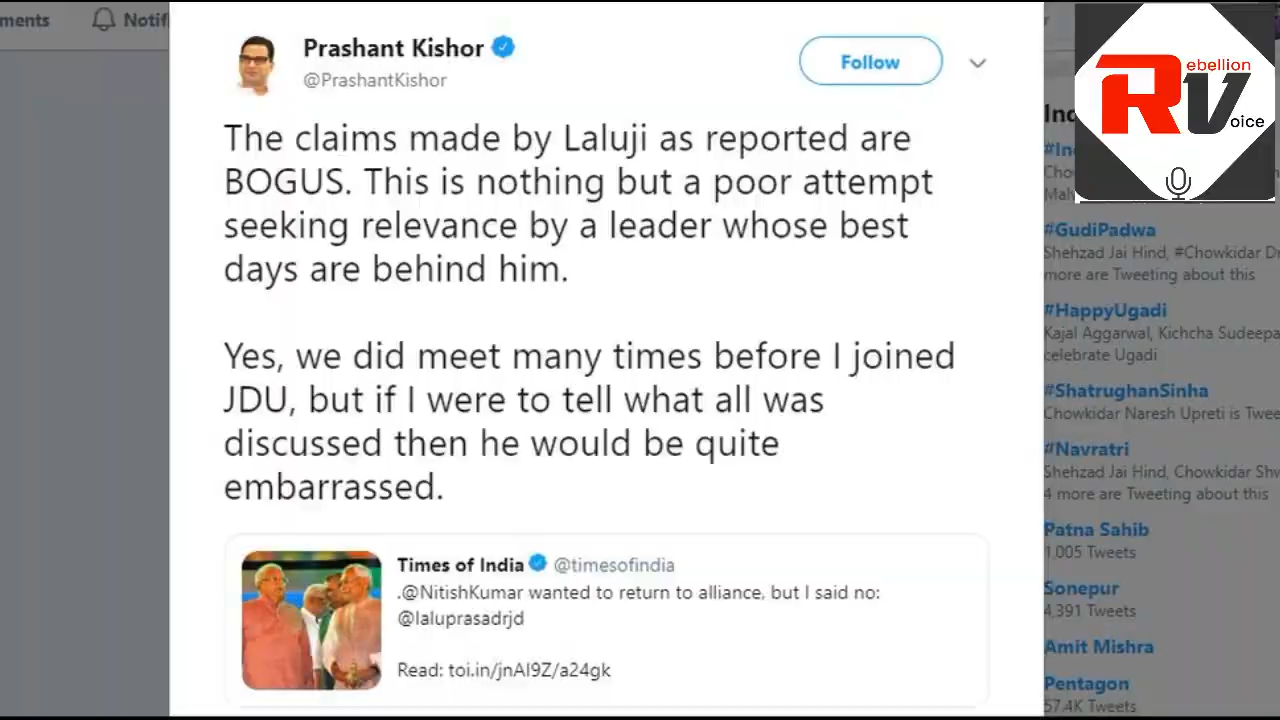 ments
Notif
Prashant Kishor
@PrashantKishor
Follow
The claims made by Laluji as reported are
BOGUS. This is nothing but a poor attempt
seeking relevance by a leader whose best
days are behind him.
Yes, we did meet many times before I joined
JDU, but if I were to tell what all was
discussed then he would be quite
embarrassed.
Times of India @timesofindia
.@NitishKumar wanted to return to alliance, but I said no:
@laluprasadrjd
Read: toi.in/jnAI9Z/a24gk
Rebellion
Voice
Ind
#In
Cho
Mal
#GudiPadwa
Shehzad Jai Hind, #Chowkidar Dr
more are Tweeting about this
#HappyUgadi
Kajal Aggarwal, Kichcha Sudeepa
celebrate Ugadi
#ShatrughanSinha
Chowkidar Naresh Upreti is Twee
#Navratri
Shehzad Jai Hind, Chowkidar Shw
4 more are Tweeting about this
Patna Sahib
1,005 Tweets
Sonepur
4,391 Tweets
Amit Mishra
Pentagon
57.4K Tweets